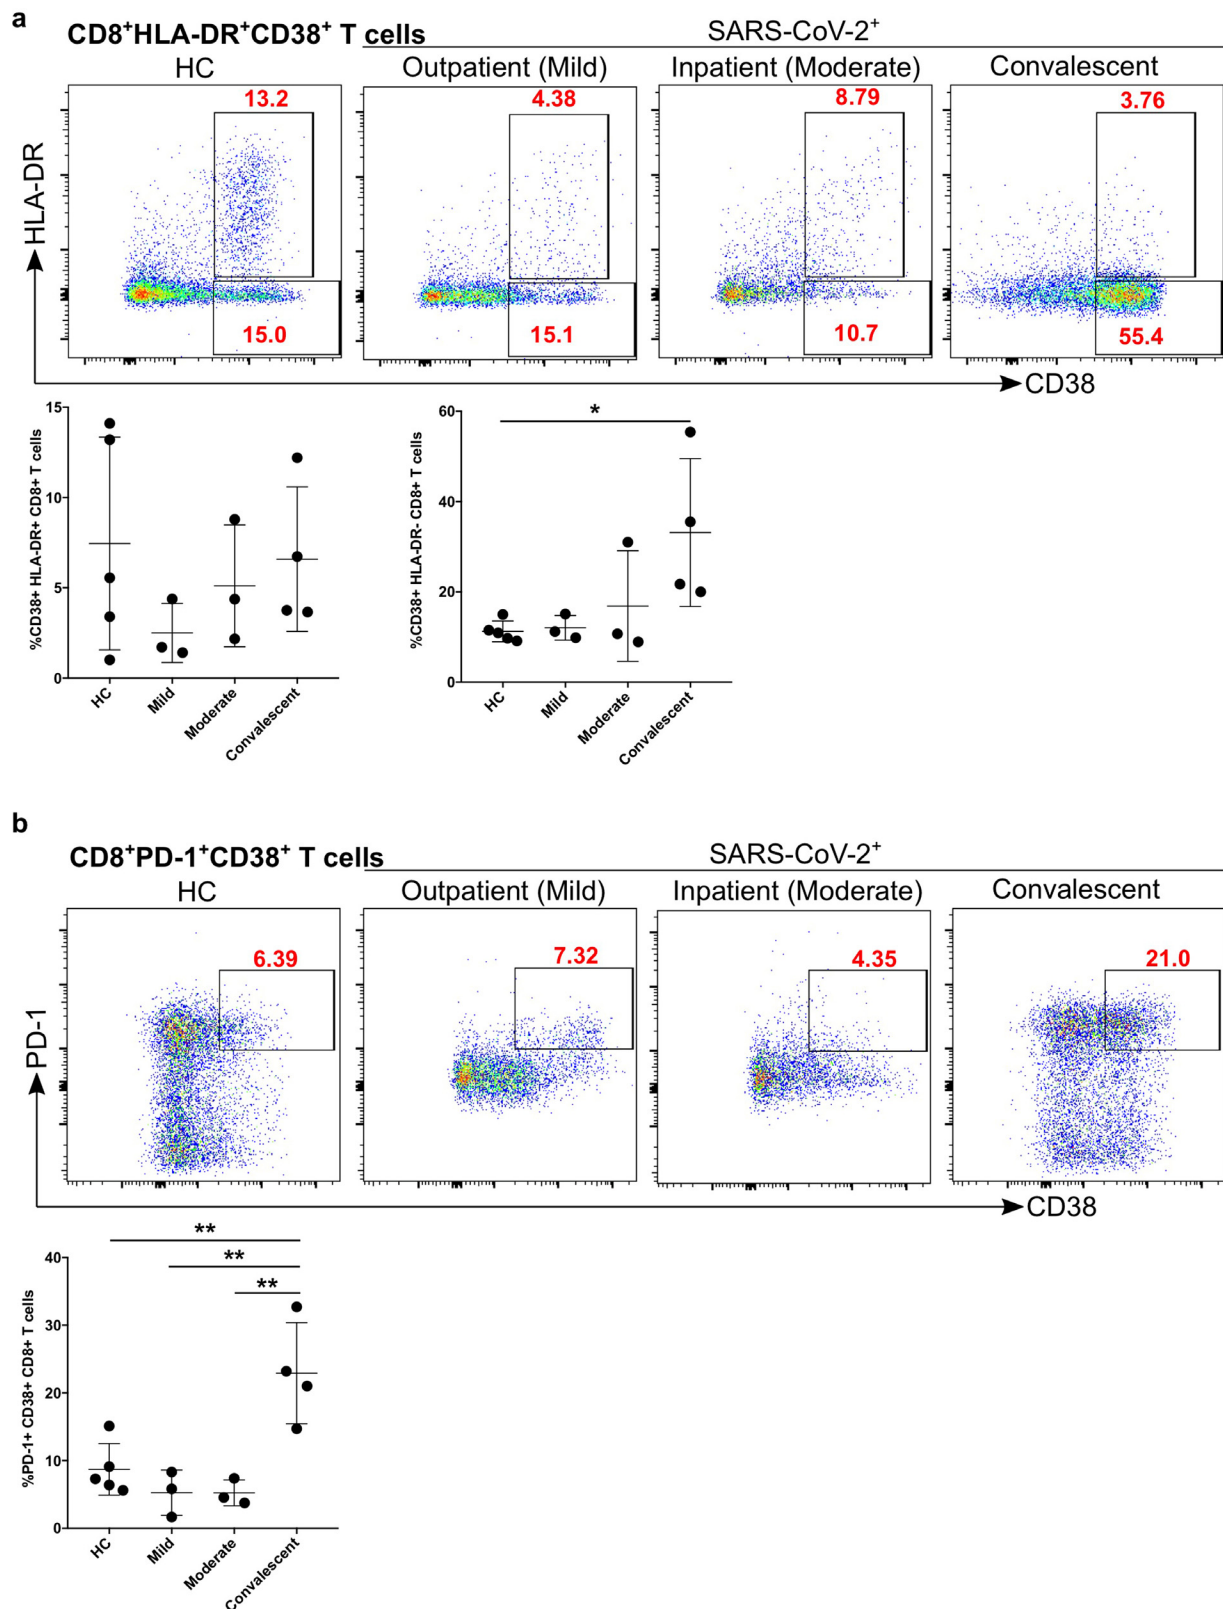 a
CD8⁺HLA-DR⁺CD38⁺ T cells
SARS-CoV-2⁺
HC
Outpatient (Mild)
Inpatient (Moderate)
Convalescent
13.2
4.38
8.79
3.76
HLA-DR
15.0
15.1
10.7
55.4
CD38
%CD38+ HLA-DR+ CD8+ T cells
15
10
5
0
HC
Mild
Moderate
Convalescent
%CD38+ HLA-DR- CD8+ T cells
60
40
20
0
*
HC
Mild
Moderate
Convalescent
b
CD8⁺PD-1⁺CD38⁺ T cells
SARS-CoV-2⁺
HC
Outpatient (Mild)
Inpatient (Moderate)
Convalescent
6.39
7.32
4.35
21.0
PD-1
CD38
%PD-1+ CD38+ CD8+ T cells
40
30
20
10
0
**
**
**
HC
Mild
Moderate
Convalescent